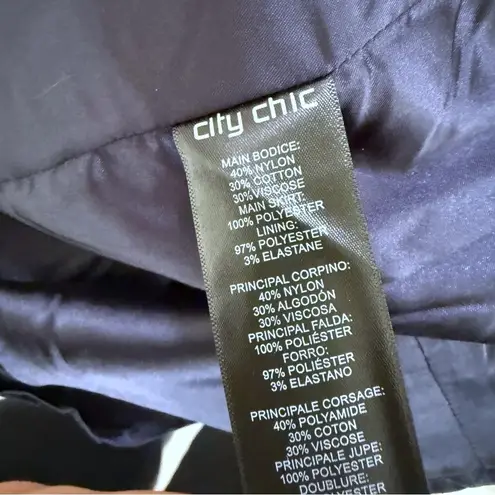 city chic
MAIN BODICE:
40% NYLON
30% COTTON
30% VISCOSE
MAIN SKIRT:
100% POLYESTER
LINING:
97% POLYESTER
3% ELASTANE
PRINCIPAL CORPINO:
40% NYLON
30% ALGODÓN
30% VISCOSA
PRINCIPAL FALDA:
100% POLIÉSTER
FORRO:
97% POLIÉSTER
3% ELASTANO
PRINCIPALE CORSAGE:
40% POLYAMIDE
30% COTON
30% VISCOSE
PRINCIPALE JUPE:
100% POLYESTER
DOUBLURE:
POLYESTER